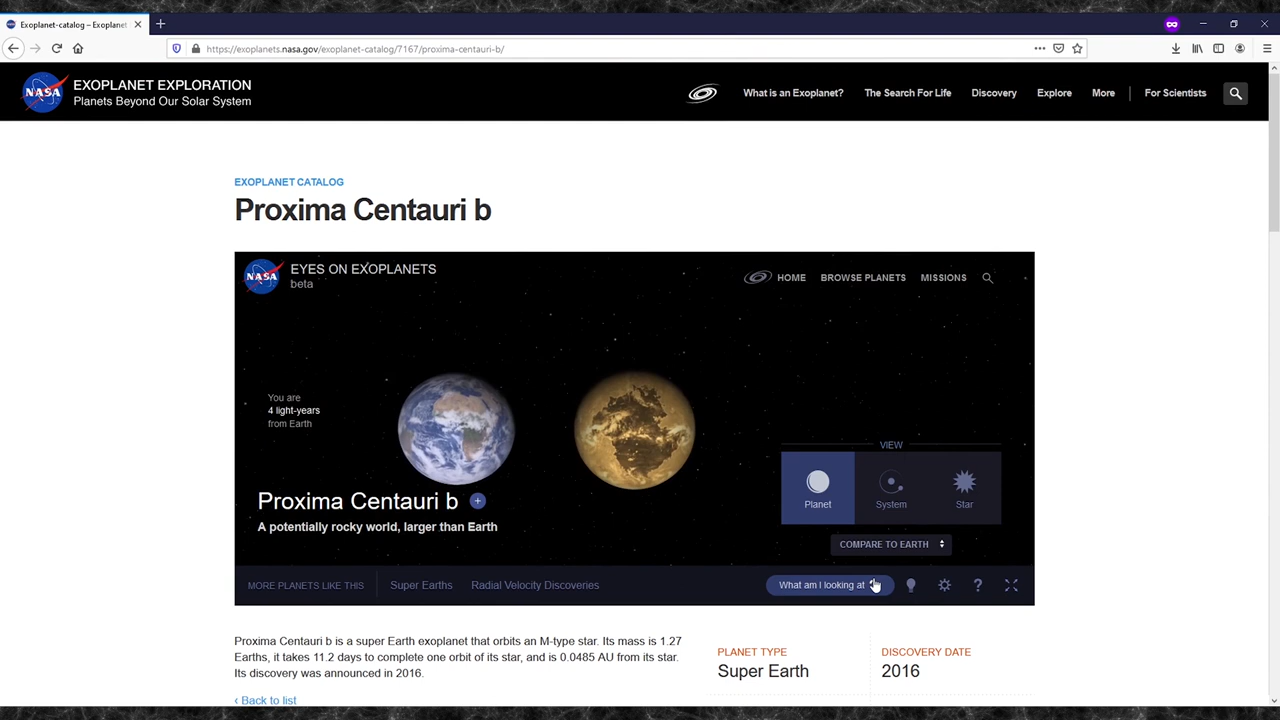 Exoplanet-catalog – Exoplanet
https://exoplanets.nasa.gov/exoplanet-catalog/7167/proxima-centauri-b/
NASA
EXOPLANET EXPLORATION
Planets Beyond Our Solar System
What is an Exoplanet? The Search For Life Discovery Explore More For Scientists
EXOPLANET CATALOG
Proxima Centauri b
NASA
EYES ON EXOPLANETS
beta
HOME BROWSE PLANETS MISSIONS
You are
4 light-years
from Earth
Proxima Centauri b +
A potentially rocky world, larger than Earth
VIEW
Planet System Star
COMPARE TO EARTH
MORE PLANETS LIKE THIS Super Earths Radial Velocity Discoveries
What am I looking at
?
Proxima Centauri b is a super Earth exoplanet that orbits an M-type star. Its mass is 1.27
Earths, it takes 11.2 days to complete one orbit of its star, and is 0.0485 AU from its star.
Its discovery was announced in 2016.
‹ Back to list
PLANET TYPE
Super Earth
DISCOVERY DATE
2016